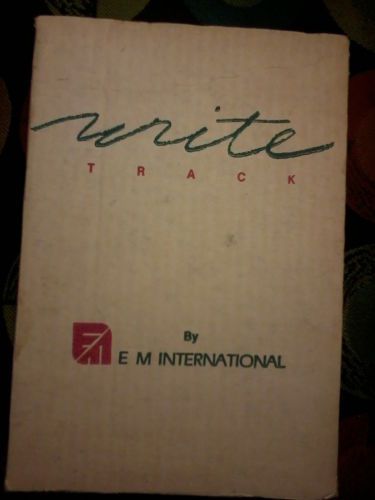 write
TRACK
By
E M INTERNATIONAL